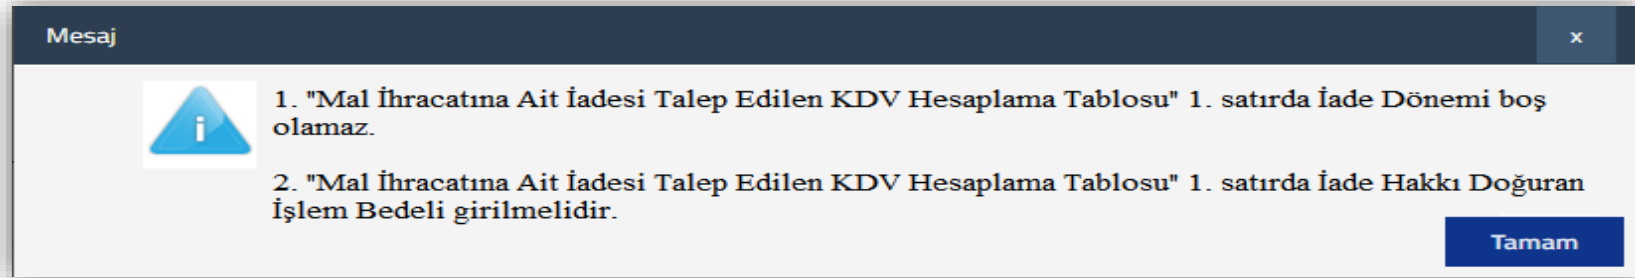 Mesaj
x
1. "Mal İhracatına Ait İadesi Talep Edilen KDV Hesaplama Tablosu" 1. satırda İade Dönemi boş
olamaz.
2. "Mal İhracatına Ait İadesi Talep Edilen KDV Hesaplama Tablosu" 1. satırda İade Hakkı Doğuran
İşlem Bedeli girilmelidir.
Tamam